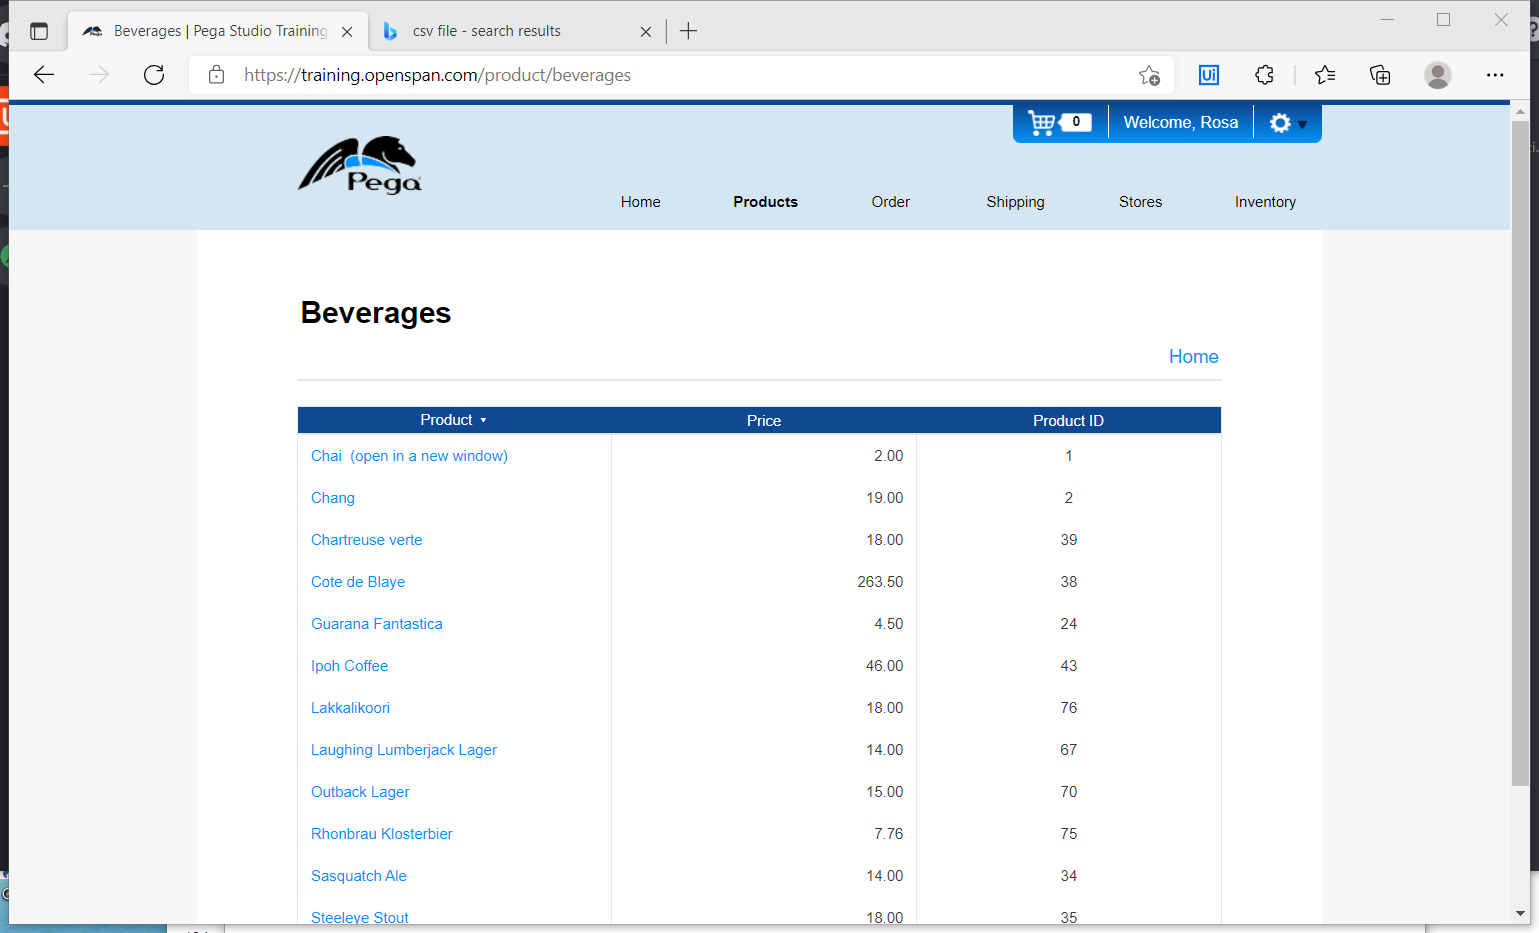 Beverages | Pega Studio Training
csv file - search results
https://training.openspan.com/product/beverages
Ui
0
Welcome, Rosa
Pega
Home
Products
Order
Shipping
Stores
Inventory
Beverages
Home
Product Price Product ID
Chai (open in a new window) 2.00 1
Chang 19.00 2
Chartreuse verte 18.00 39
Cote de Blaye 263.50 38
Guarana Fantastica 4.50 24
Ipoh Coffee 46.00 43
Lakkalikoori 18.00 76
Laughing Lumberjack Lager 14.00 67
Outback Lager 15.00 70
Rhonbrau Klosterbier 7.76 75
Sasquatch Ale 14.00 34
Steeleye Stout 18.00 35